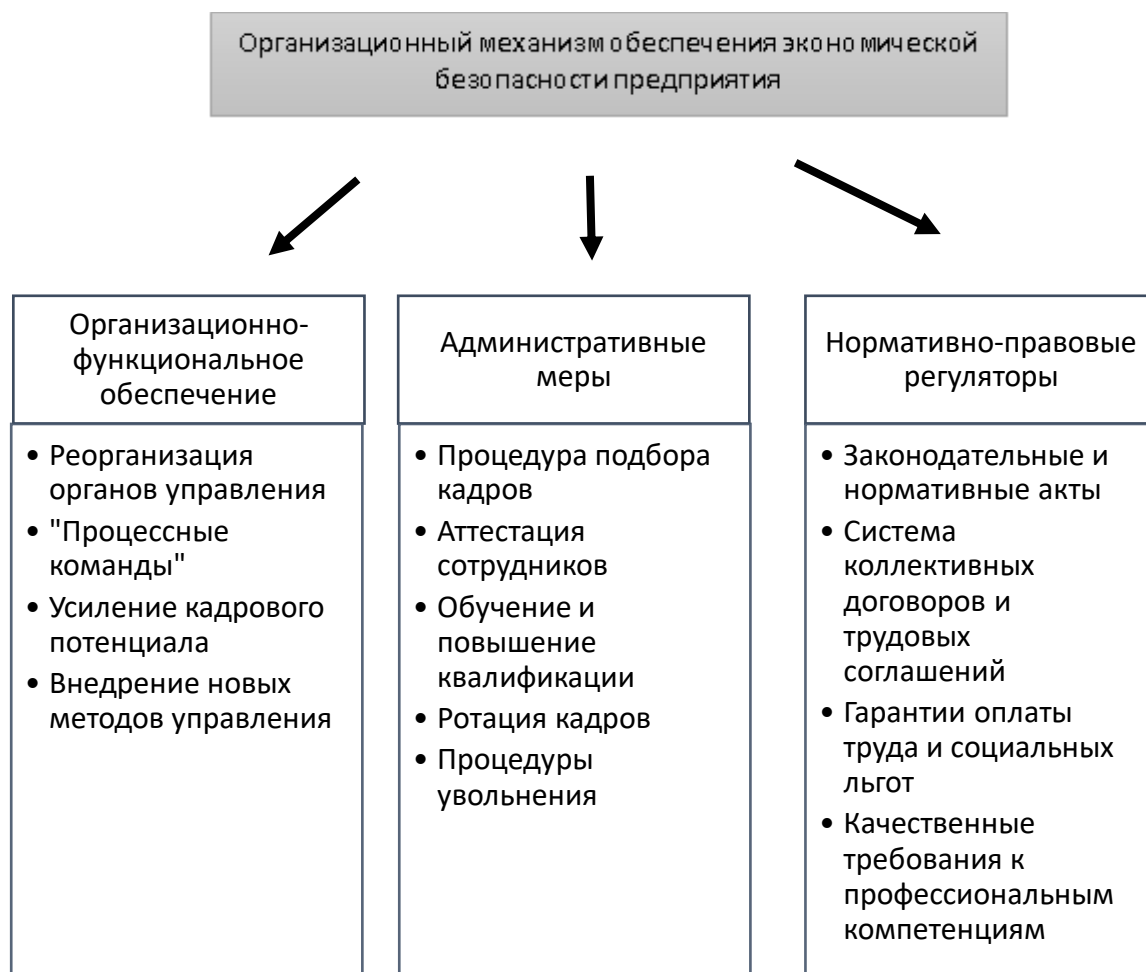 Организационный механизм обеспечения экономической
безопасности предприятия
Организационно-
функциональное
обеспечение
• Реорганизация
органов управления
• "Процессные
команды"
• Усиление кадрового
потенциала
• Внедрение новых
методов управления
Административные
меры
• Процедура подбора
кадров
• Аттестация
сотрудников
• Обучение и
повышение
квалификации
• Ротация кадров
• Процедуры
увольнения
Нормативно-правовые
регуляторы
• Законодательные и
нормативные акты
• Система
коллективных
договоров и
трудовых
соглашений
• Гарантии оплаты
труда и социальных
льгот
• Качественные
требования к
профессиональным
компетенциям